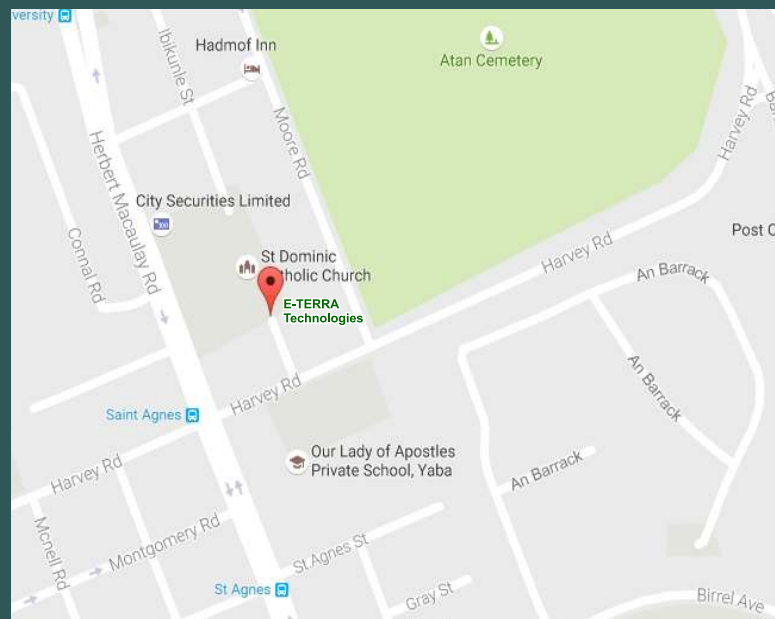 versity
Ibikunle St
Hadmof Inn
Atan Cemetery
Moore Rd
Harvey Rd
Herbert Macaulay Rd
City Securities Limited
Connal Rd
St Dominic
tholic Church
E-TERRA
Technologies
Harvey Rd
Post C
An Barrack
An Barrack
Saint Agnes
Harvey Rd
Our Lady of Apostles
Private School, Yaba
An Barrack
Harvey Rd
Mcnell Rd
Montgomery Rd
St Agnes St
St Agnes
Gray St
Birrel Ave